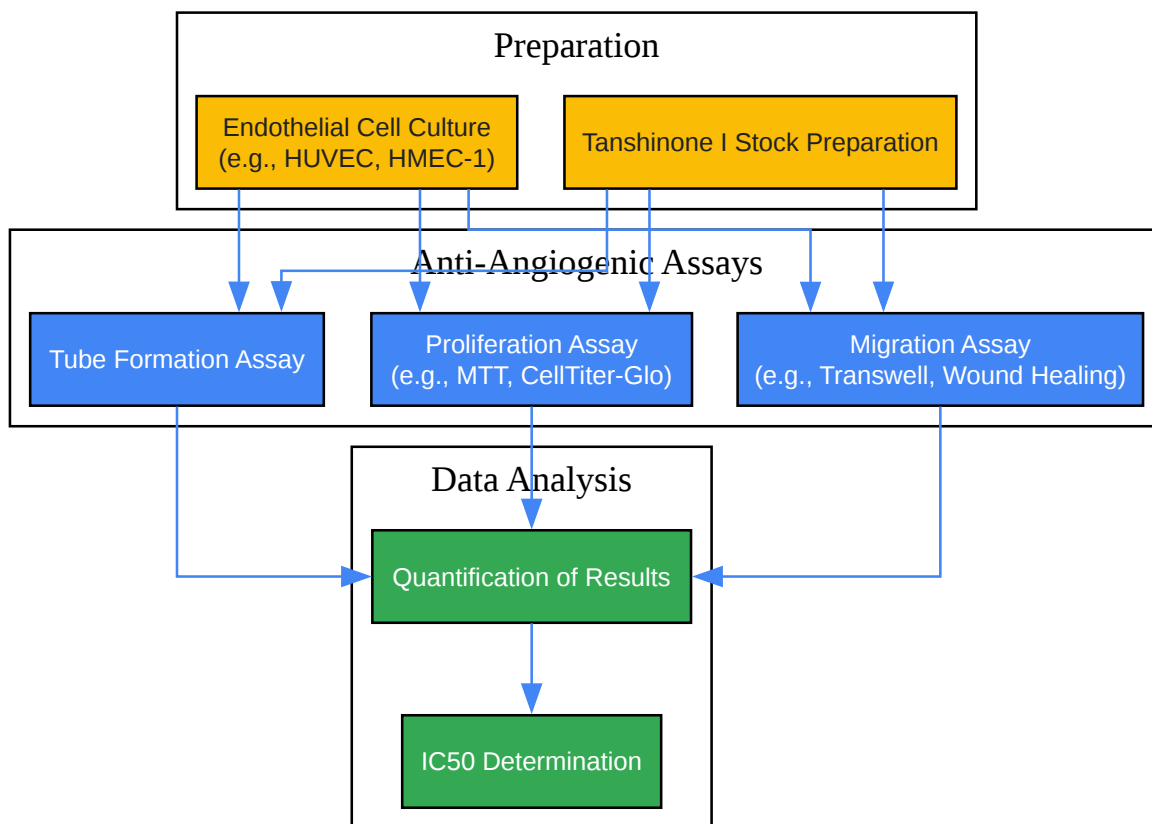 Preparation
Endothelial Cell Culture
(e.g., HUVEC, HMEC-1)
Tanshinone I Stock Preparation
Anti-Angiogenic Assays
Tube Formation Assay
Proliferation Assay
(e.g., MTT, CellTiter-Glo)
Migration Assay
(e.g., Transwell, Wound Healing)
Data Analysis
Quantification of Results
IC50 Determination